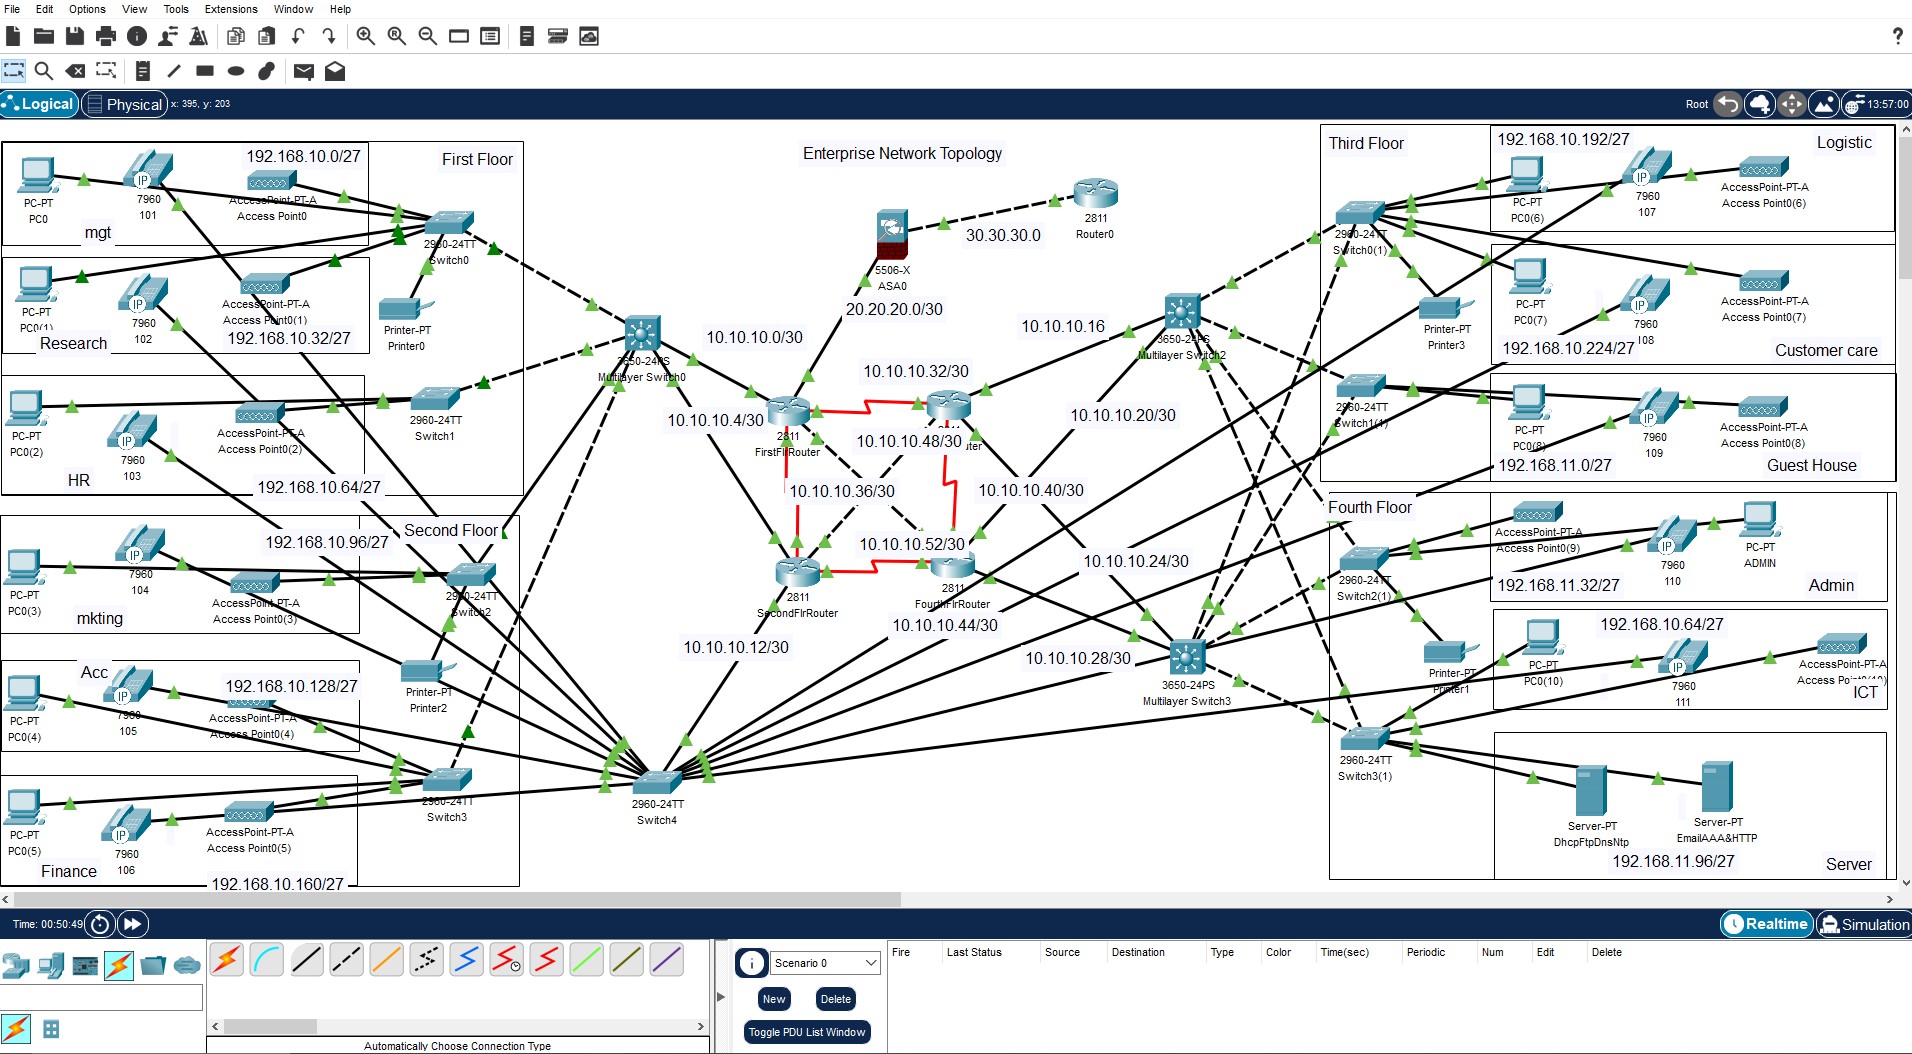 File Edit Options View Tools Extensions Window Help
Logical
Physical
x: 395, y: 203
Root
13:57:00
Enterprise Network Topology
First Floor
192.168.10.0/27
PC-PT
PC0
7960
101
AccessPoint-PT-A
Access Point0
mgt
2960-24TT
Switch0
PC-PT
PC0(1)
7960
102
AccessPoint-PT-A
Access Point0(1)
Research
192.168.10.32/27
Printer-PT
Printer0
PC-PT
PC0(2)
7960
103
AccessPoint-PT-A
Access Point0(2)
2960-24TT
Switch1
HR
192.168.10.64/27
Second Floor
192.168.10.96/27
PC-PT
PC0(3)
7960
104
AccessPoint-PT-A
Access Point0(3)
mkting
2960-24TT
Switch2
Acc
192.168.10.128/27
PC-PT
PC0(4)
7960
105
AccessPoint-PT-A
Access Point0(4)
Printer-PT
Printer2
PC-PT
PC0(5)
7960
106
AccessPoint-PT-A
Access Point0(5)
Finance
192.168.10.160/27
2960-24TT
Switch3
2960-24TT
Switch4
3650-24PS
Multilayer Switch0
5506-X
ASA0
30.30.30.0
2811
Router0
20.20.20.0/30
10.10.10.0/30
10.10.10.16
10.10.10.32/30
10.10.10.4/30
10.10.10.48/30
10.10.10.20/30
2811
FirstFlrRouter
10.10.10.36/30
10.10.10.40/30
10.10.10.52/30
10.10.10.24/30
2811
SecondFlrRouter
2811
FourthFlrRouter
10.10.10.44/30
10.10.10.12/30
10.10.10.28/30
3650-24PS
Multilayer Switch2
3650-24PS
Multilayer Switch3
Third Floor
192.168.10.192/27
Logistic
PC-PT
PC0(6)
7960
107
AccessPoint-PT-A
Access Point0(6)
2960-24TT
Switch0(1)
PC-PT
PC0(7)
7960
108
AccessPoint-PT-A
Access Point0(7)
Printer-PT
Printer3
192.168.10.224/27
Customer care
2960-24TT
Switch1(1)
PC-PT
PC0(8)
7960
109
AccessPoint-PT-A
Access Point0(8)
192.168.11.0/27
Guest House
Fourth Floor
AccessPoint-PT-A
Access Point0(9)
7960
110
PC-PT
ADMIN
192.168.11.32/27
Admin
2960-24TT
Switch2(1)
192.168.10.64/27
PC-PT
PC0(10)
7960
111
AccessPoint-PT-A
ICT
Printer-PT
Printer1
2960-24TT
Switch3(1)
Server-PT
DhcpFtpDnsNtp
Server-PT
EmailAAA&HTTP
192.168.11.96/27
Server
Time: 00:50:49
Realtime
Simulation
Scenario 0
New
Delete
Toggle PDU List Window
Fire Last Status Source Destination Type Color Time(sec) Periodic Num Edit Delete
Automatically Choose Connection Type